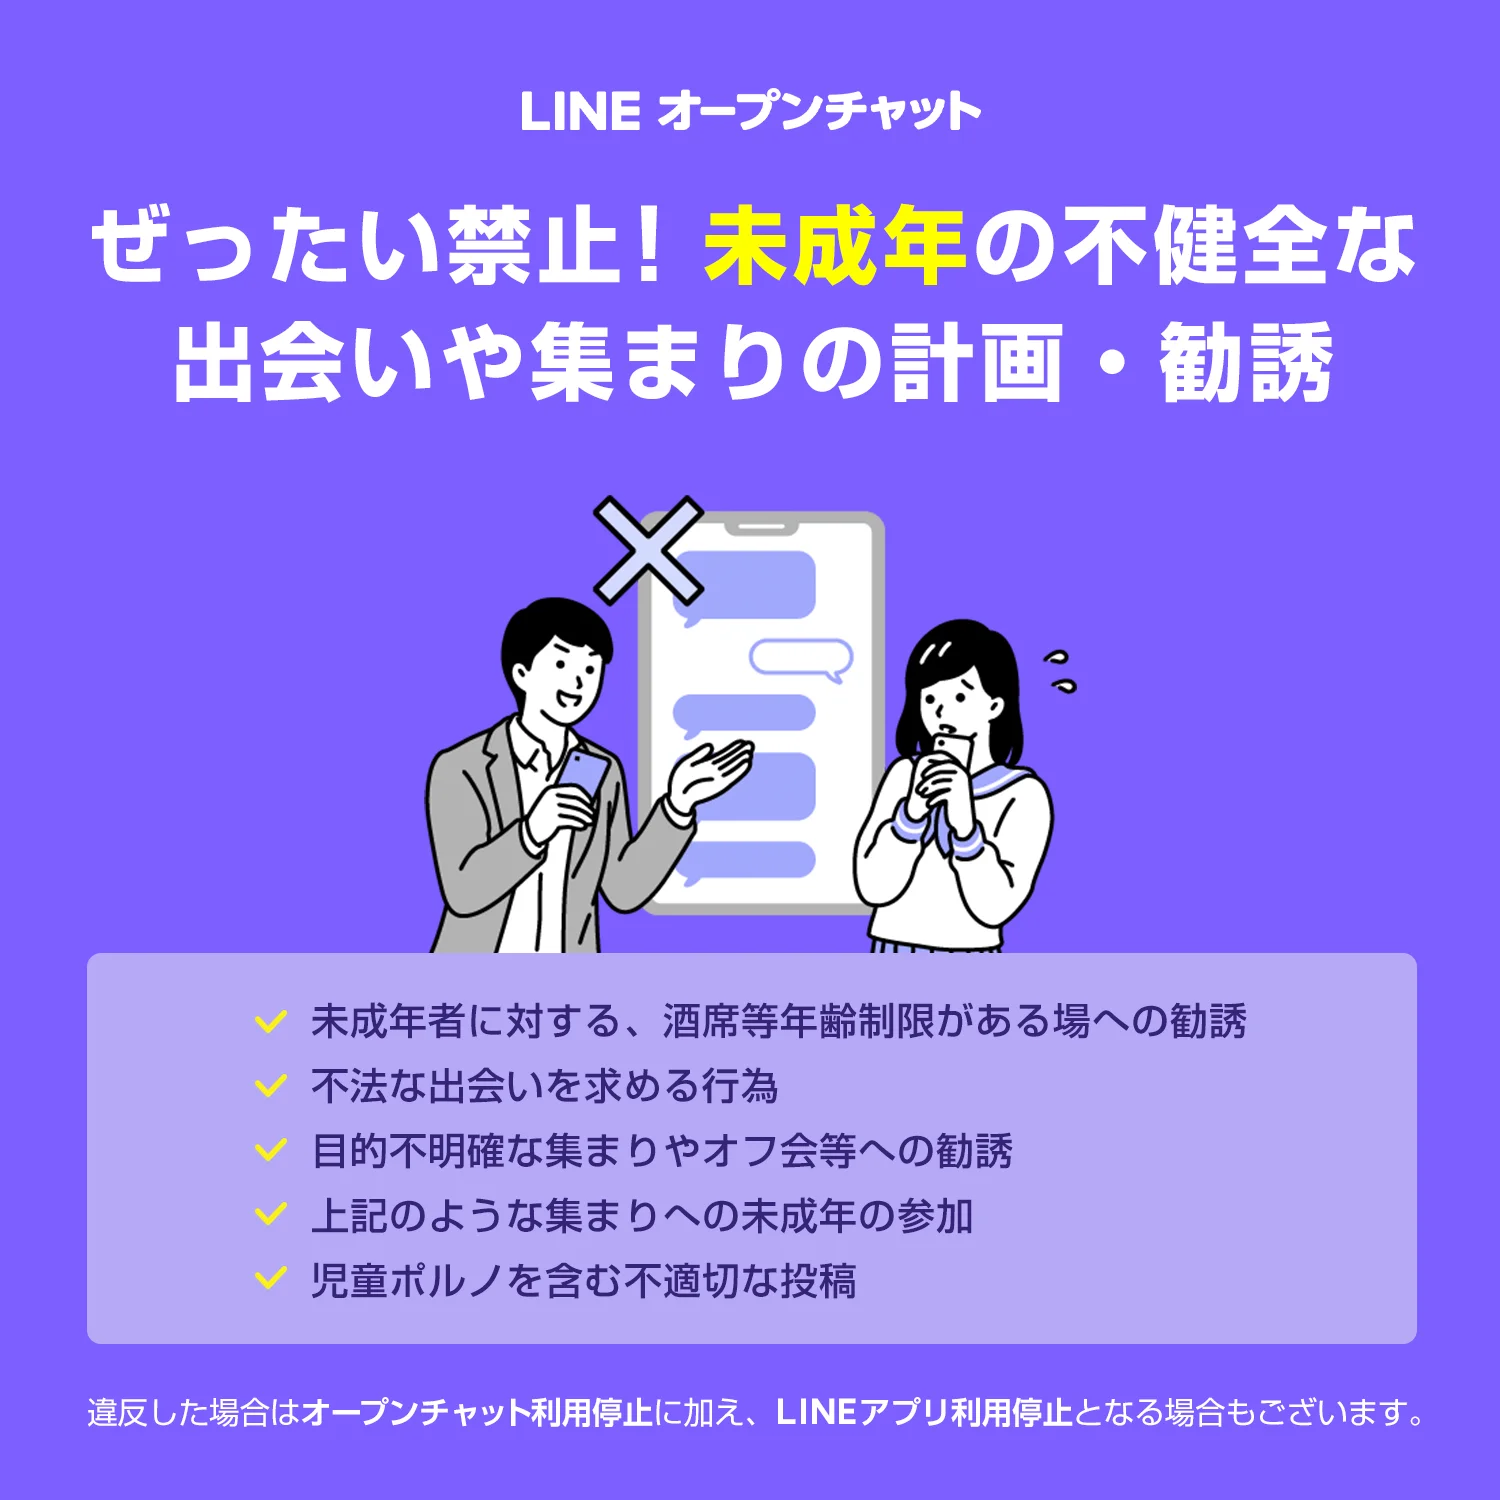 LINE オープンチャット
ぜったい禁止！未成年の不健全な
出会いや集まりの計画・勧誘
未成年者に対する、酒席等年齢制限がある場への勧誘
不法な出会いを求める行為
目的不明確な集まりやオフ会等への勧誘
上記のような集まりへの未成年の参加
児童ポルノを含む不適切な投稿
違反した場合はオープンチャット利用停止に加え、LINEアプリ利用停止となる場合もございます。